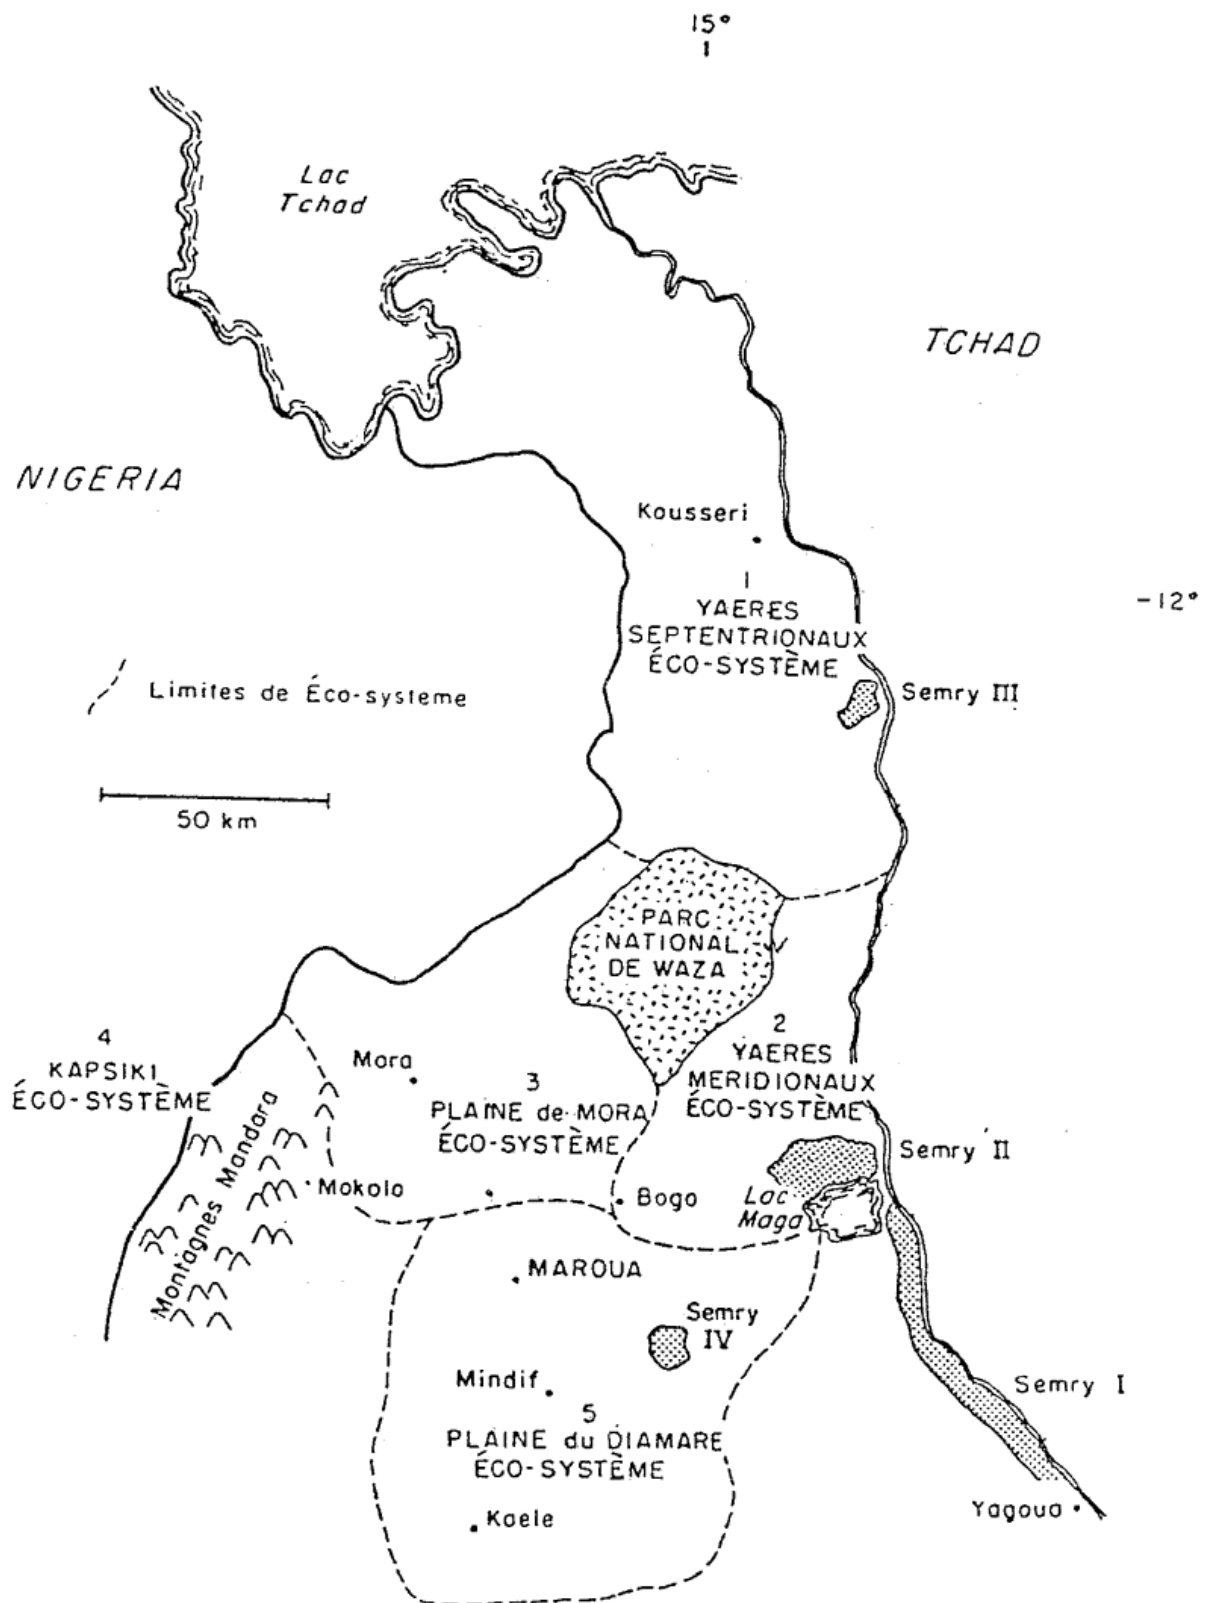 15°
Lac
Tchad
TCHAD
NIGERIA
Kousseri
-12°
1
YAERES
SEPTENTRIONAUX
ÉCO-SYSTÈME
Limites de Éco-systeme
Semry III
50 km
PARC
NATIONAL
DE WAZA
4
KAPSIKI
ÉCO-SYSTÈME
Mora
3
PLAINE de MORA
ÉCO-SYSTÈME
2
YAERES
MERIDIONAUX
ÉCO-SYSTÈME
Montagnes Mandara
Mokolo
Bogo
Semry II
Lac
Maga
MAROUA
Semry
IV
Mindif
5
PLAINE du DIAMARE
ÉCO-SYSTÈME
Semry I
Kaele
Yagoua